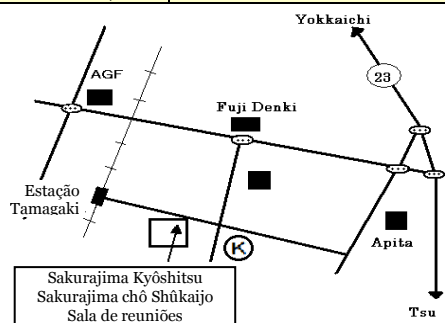 Yokkaichi
23
AGF
Fuji Denki
Estação
Tamagaki
K
Apita
Sakurajima Kyôshitsu
Sakurajima chô Shûkaijo
Sala de reuniões
Tsu